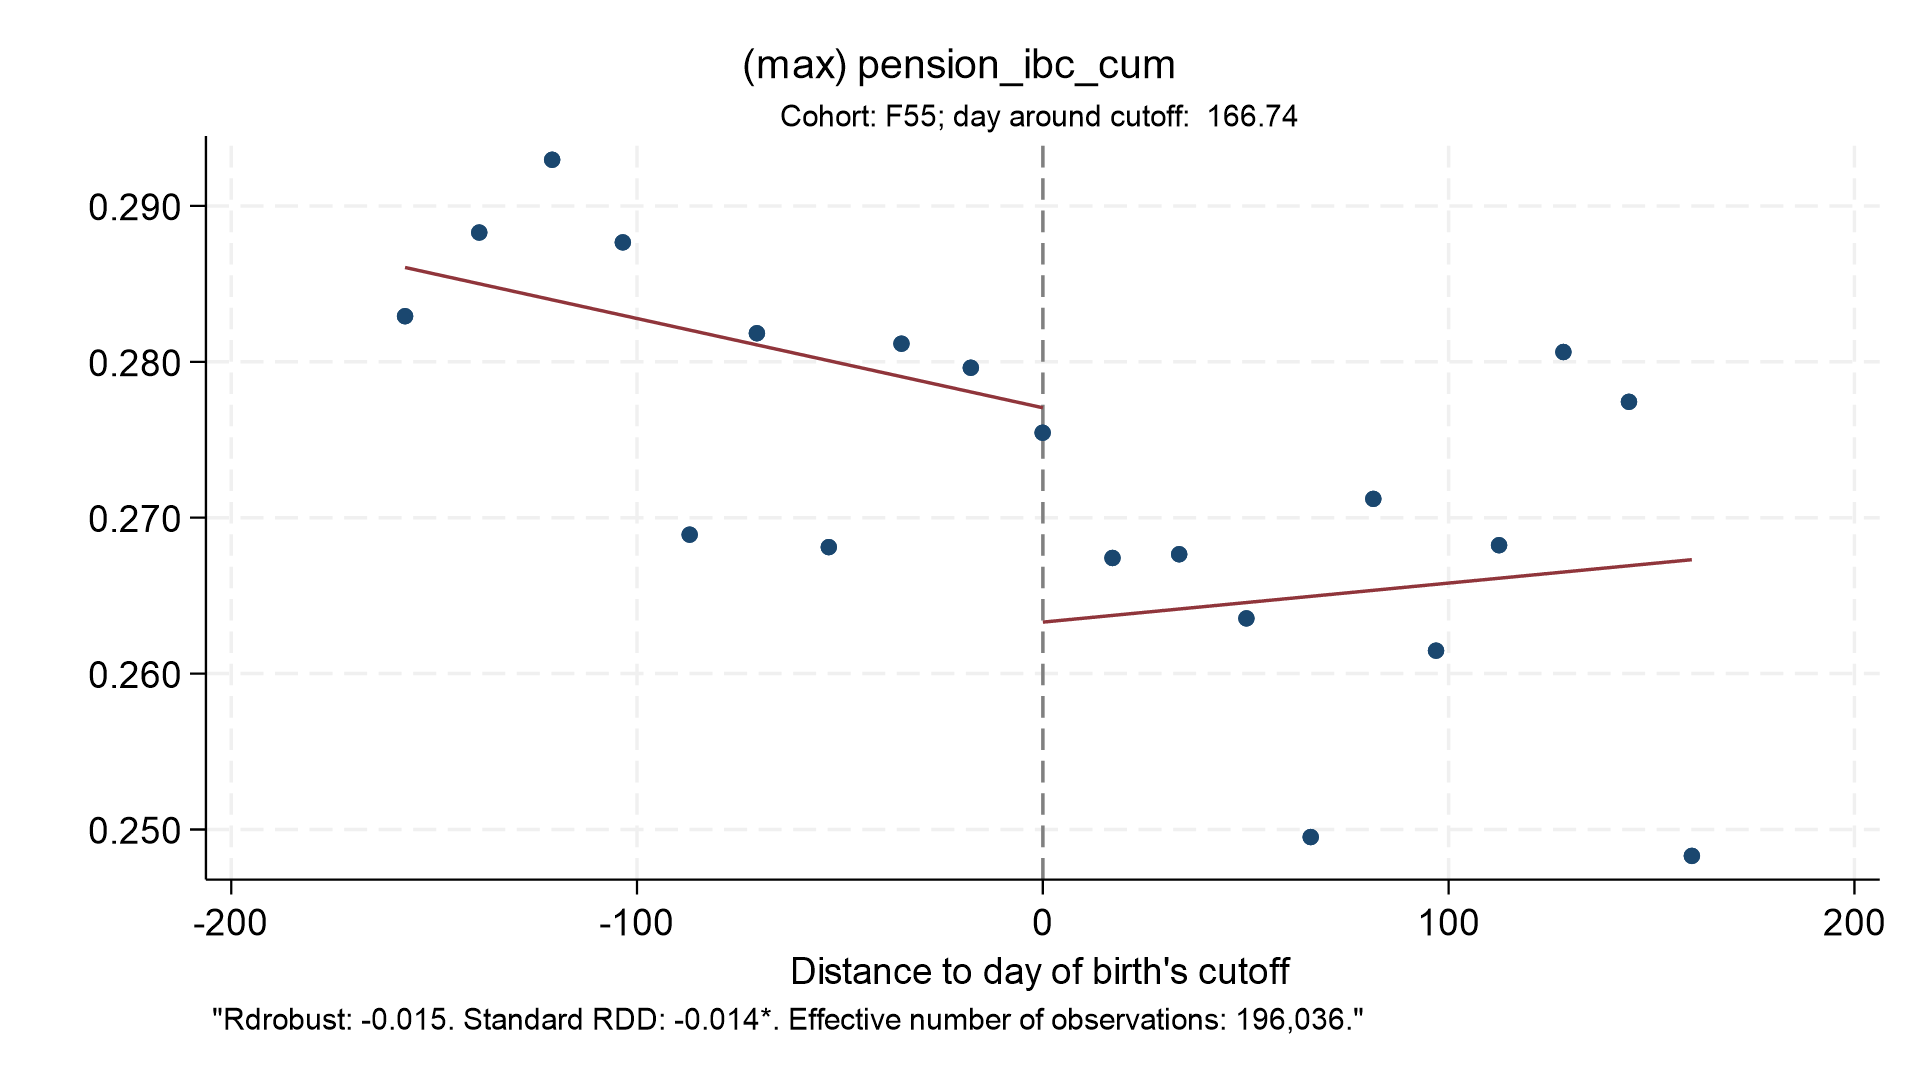 (max) pension_ibc_cum
Cohort: F55; day around cutoff:  166.74
0.290
0.280
0.270
0.260
0.250
-200 -100 0 100 200
Distance to day of birth's cutoff
"Rdrobust: -0.015. Standard RDD: -0.014*. Effective number of observations: 196,036."